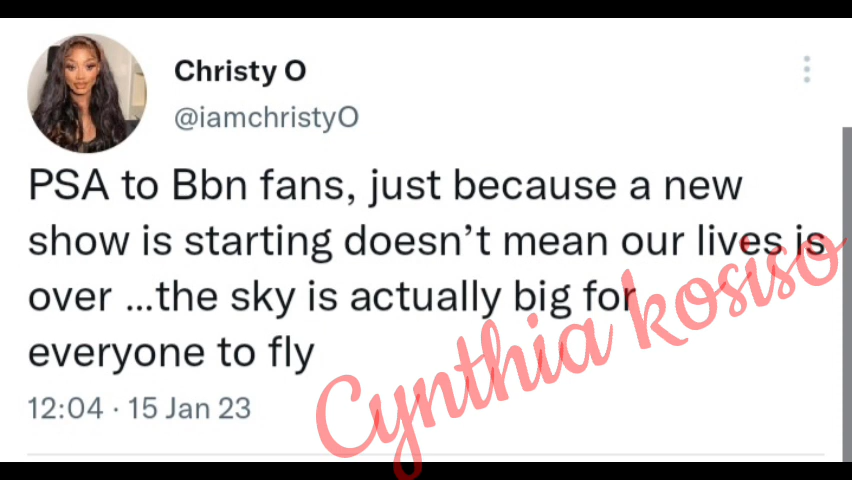 Christy O
@iamchristyO
PSA to Bbn fans, just because a new
show is starting doesn’t mean our lives is
over ...the sky is actually big for
everyone to fly
12:04 · 15 Jan 23
Cynthia kosiso